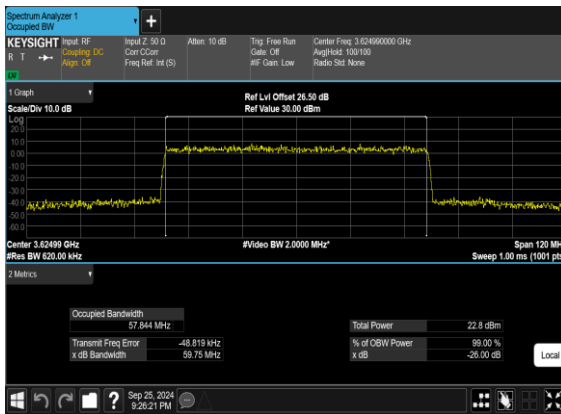 Spectrum Analyzer 1
Occupied BW
KEYSIGHT
R T
Input: RF
Coupling: DC
Align: Off
Input Z: 50 Ω
Corr CCorr
Freq Ref: Int (S)
Atten: 10 dB
Trig: Free Run
Gate: Off
#IF Gain: Low
Center Freq: 3.624990000 GHz
Avg|Hold: 100/100
Radio Std: None
1 Graph
Scale/Div 10.0 dB
Ref Lvl Offset 26.50 dB
Ref Value 30.00 dBm
Log
20.0
10.0
0.00
-10.0
-20.0
-30.0
-40.0
-50.0
-60.0
Center 3.62499 GHz
#Res BW 620.00 kHz
#Video BW 2.0000 MHz*
Span 120 MH
Sweep 1.00 ms (1001 pts
2 Metrics
Occupied Bandwidth
57.844 MHz
Transmit Freq Error -48.819 kHz
x dB Bandwidth 59.75 MHz
Total Power 22.8 dBm
% of OBW Power 99.00 %
x dB -26.00 dB
Local
Sep 25, 2024
9:26:21 PM